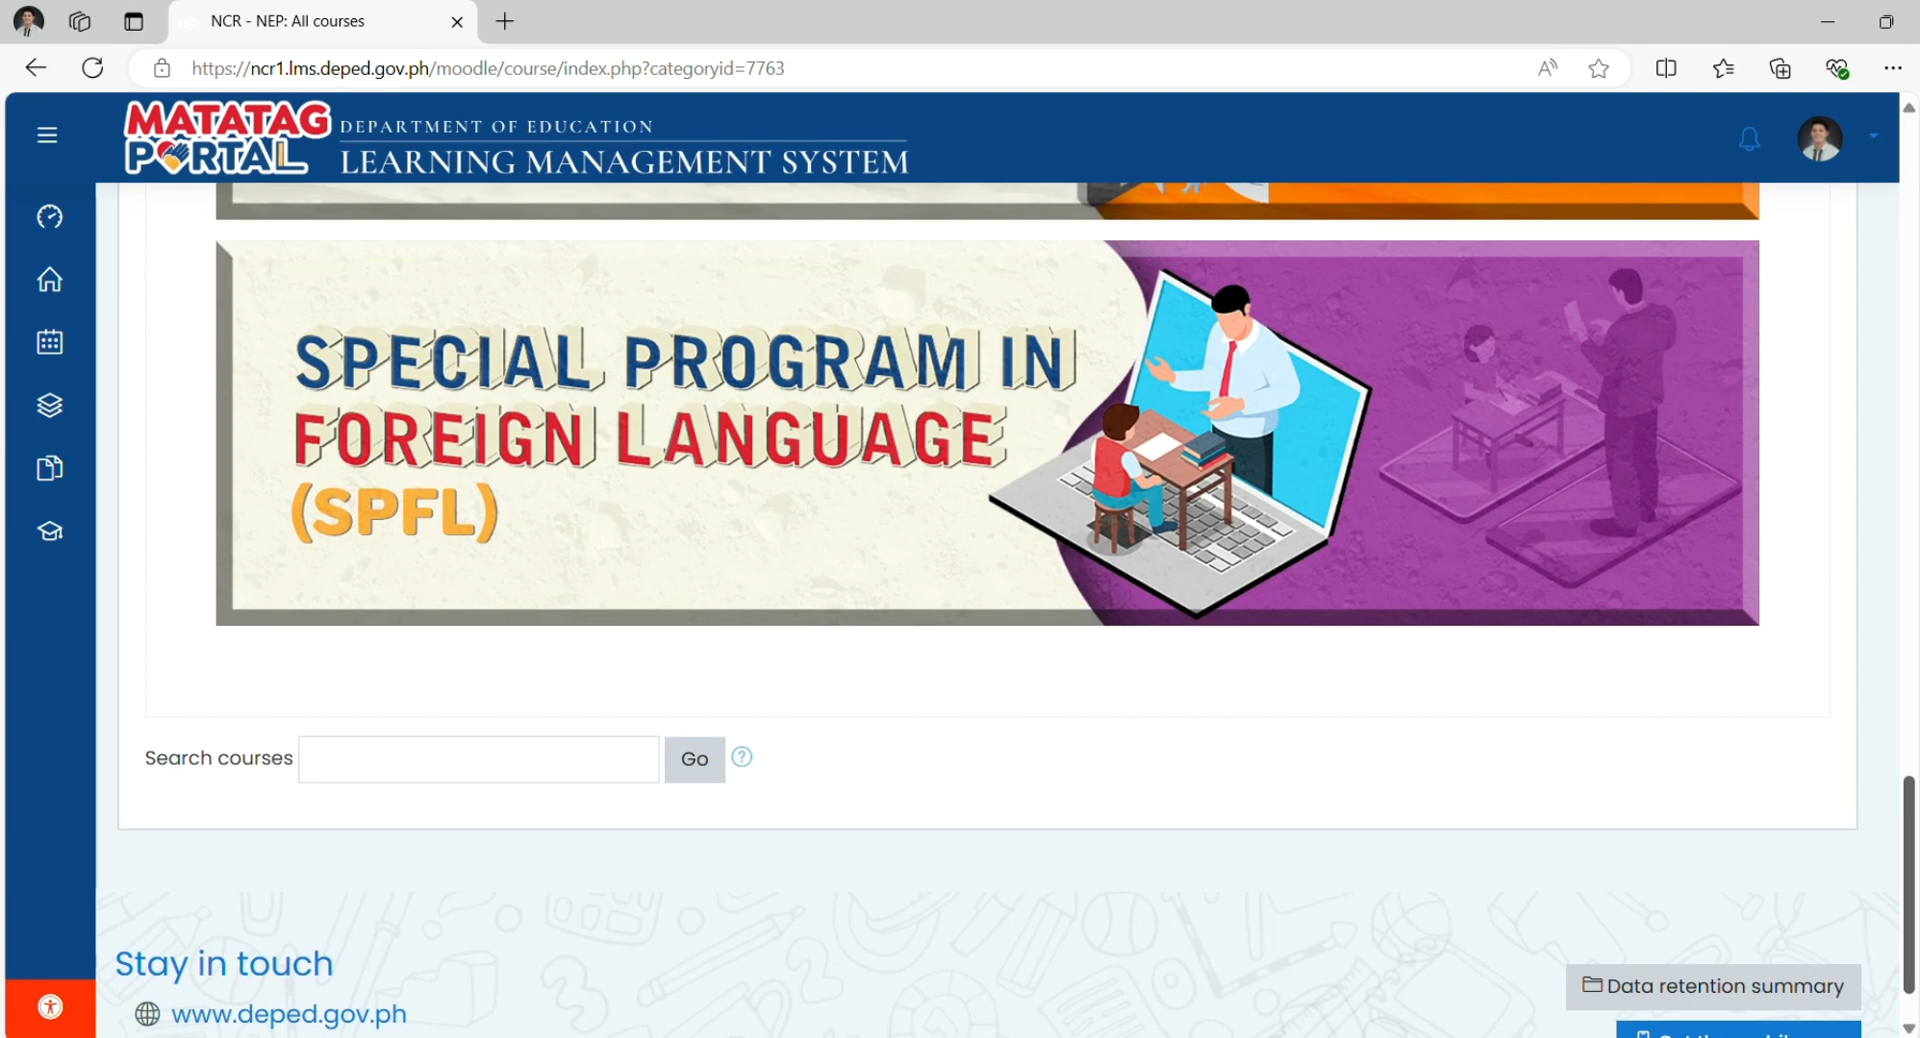 NCR - NEP: All courses
https://ncr1.lms.deped.gov.ph/moodle/course/index.php?categoryid=7763
MATATAG
PORTAL
DEPARTMENT OF EDUCATION
LEARNING MANAGEMENT SYSTEM
SPECIAL PROGRAM IN
FOREIGN LANGUAGE
(SPFL)
Search courses
Go
?
Stay in touch
www.deped.gov.ph
Data retention summary